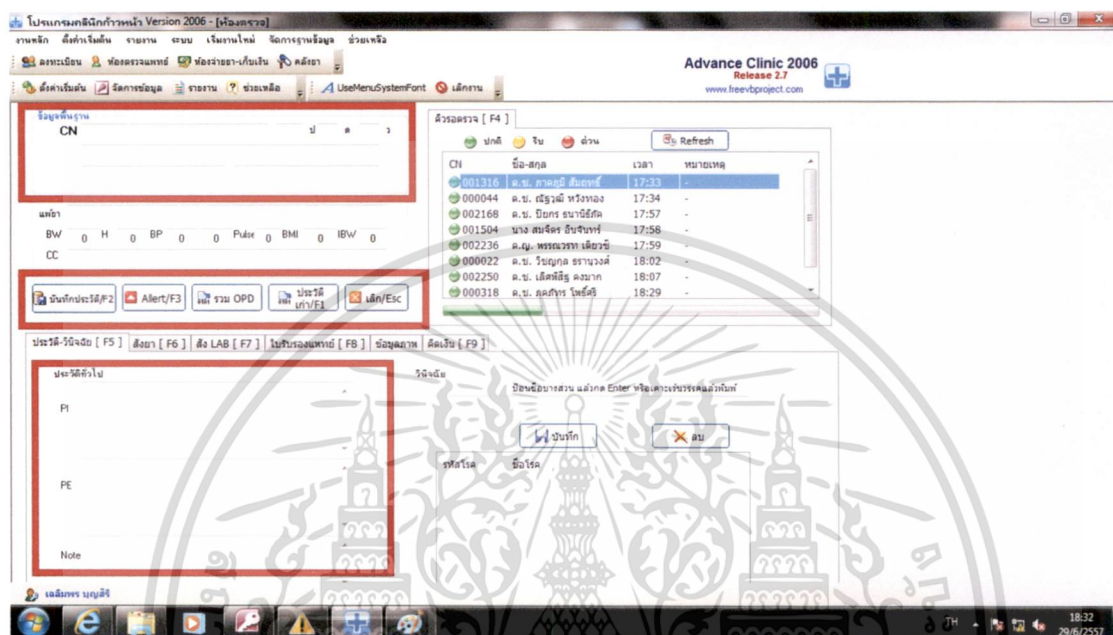 โปรแกรมคลินิกก้าวหน้า Version 2006 - [ห้องตรวจ]
งานหลัก ตั้งค่าเริ่มต้น รายงาน ระบบ เริ่มงานใหม่ จัดการฐานข้อมูล ช่วยเหลือ
ลงทะเบียน ห้องตรวจแพทย์ ห้องจ่ายยา-เก็บเงิน คลังยา
ตั้งค่าเริ่มต้น จัดการข้อมูล รายงาน ช่วยเหลือ UseMenuSystemFont เลิกงาน
Advance Clinic 2006
Release 2.7
www.freevbproject.com
ข้อมูลพื้นฐาน
CN ป ด ว
แพ้ยา
BW 0 H 0 BP 0 0 Pulse 0 BMI 0 IBW 0
CC
คิวรอตรวจ [ F4 ]
ปกติ รีบ ด่วน Refresh
CN ชื่อ-สกุล เวลา หมายเหตุ
001316 ด.ช. ภาคภูมิ สัมฤทธิ์ 17:33 -
000044 ด.ช. ณัฐวุฒิ หวังทอง 17:34 -
002168 ด.ช. ปิยกร ธนานิธิภัค 17:57 -
001504 นาง สมจิตร อินจันทร์ 17:58 -
002236 ด.ญ. พรรณวรท เดียวซี 17:59 -
000022 ด.ช. วิชญกุล ธรานุวงศ์ 18:02 -
002250 ด.ช. เลิศพิสิฐ คงมาก 18:07 -
000318 ด.ช. ภคภัทร โพธิ์ศรี 18:29 -
บันทึกประวัติ/F2 Allert/F3 รวม OPD ประวัติเก่า/F1 เลิก/Esc
ประวัติ-วินิจฉัย [ F5 ] สั่งยา [ F6 ] สั่ง LAB [ F7 ] ใบรับรองแพทย์ [ F8 ] ข้อมูลภาพ คิดเงิน [ F9 ]
ประวัติทั่วไป
PI
PE
Note
วินิจฉัย
ป้อนชื่อบางส่วน แล้วกด Enter หรือเคาะเว้นวรรคแล้วพิมพ์
บันทึก ลบ
รหัสโรค ชื่อโรค
เฉลิมพร บุญสิริ
TH 18:32
29/6/2557